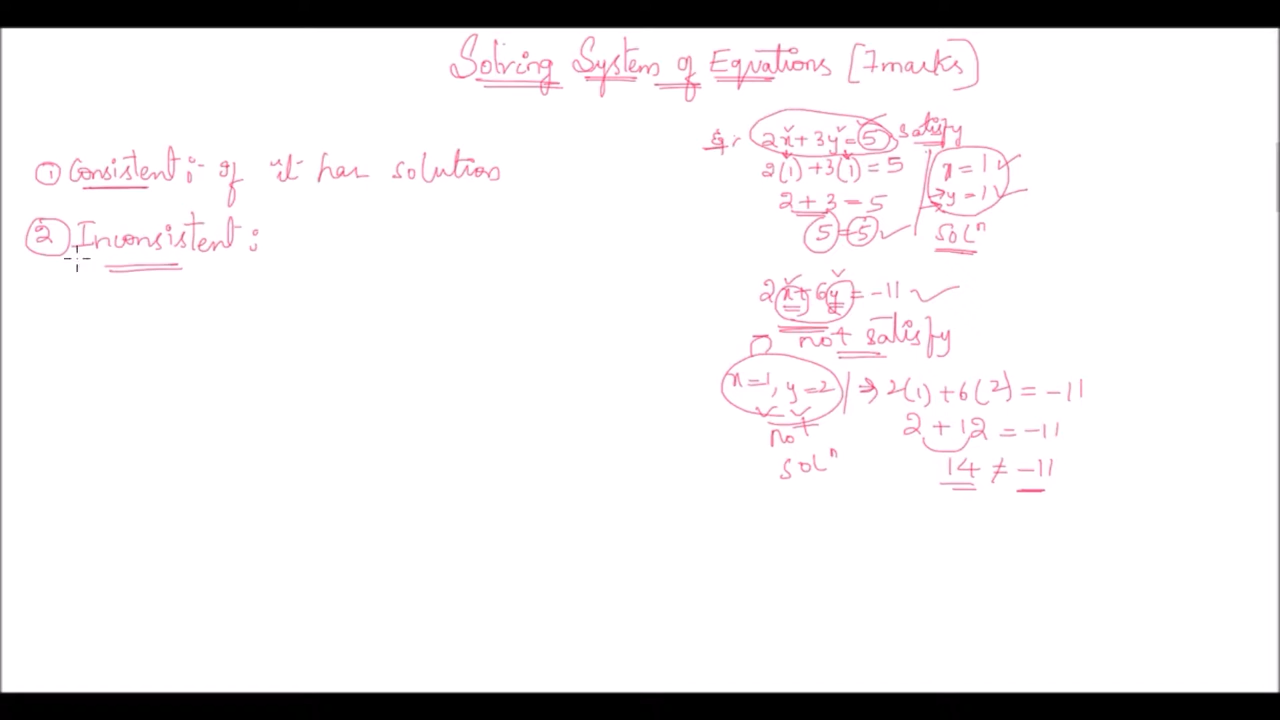 Solving System of Equations [7marks]
① Consistent :- If it has solution
② Inconsistent :
Eg: 2x + 3y = 5 satisfy
2(1) + 3(1) = 5
2 + 3 = 5
5 = 5
x = 1
y = 1
SOLⁿ
2x + 6y = -11
not satisfy
x=1, y=2
not
SOLⁿ
⇒ 2(1) + 6(2) = -11
2 + 12 = -11
14 ≠ -11